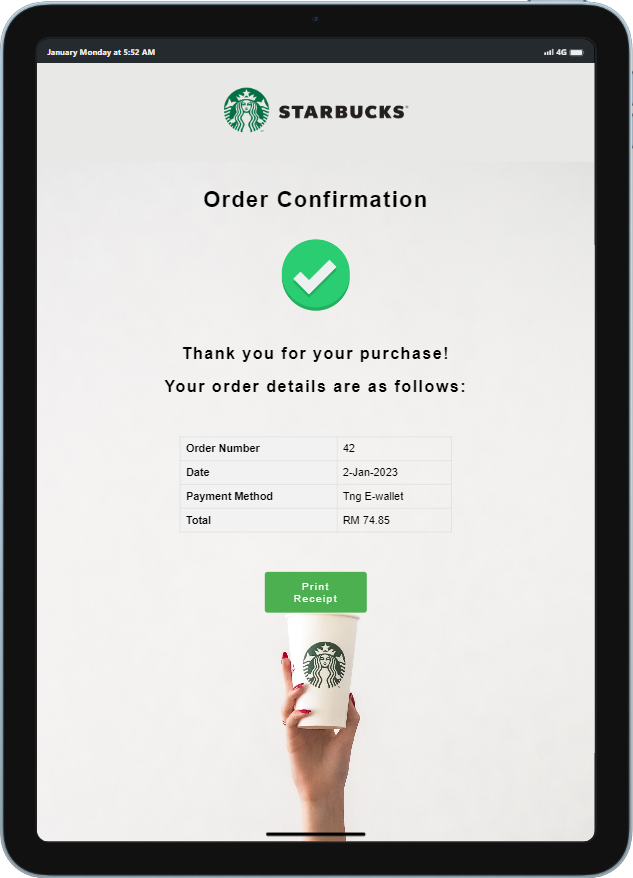 January Monday at 5:52 AM
4G
STARBUCKS®
Order Confirmation
Thank you for your purchase!
Your order details are as follows:
Order Number 42
Date 2-Jan-2023
Payment Method Tng E-wallet
Total RM 74.85
Print
Receipt